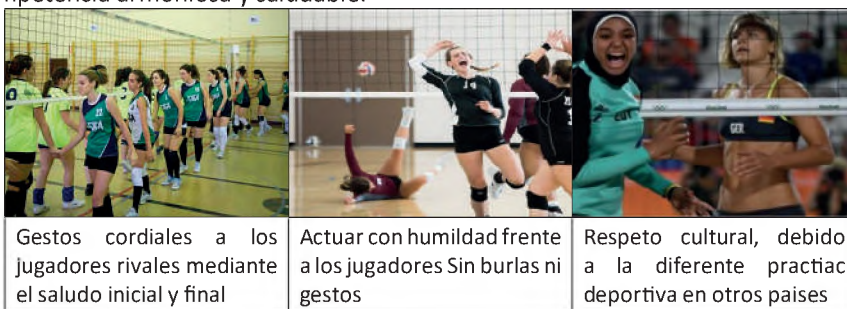 Gestos cordiales a los
jugadores rivales mediante
el saludo inicial y final
Actuar con humildad frente
a los jugadores Sin burlas ni
gestos
Respeto cultural, debido
a la diferente practiac
deportiva en otros paises
GER